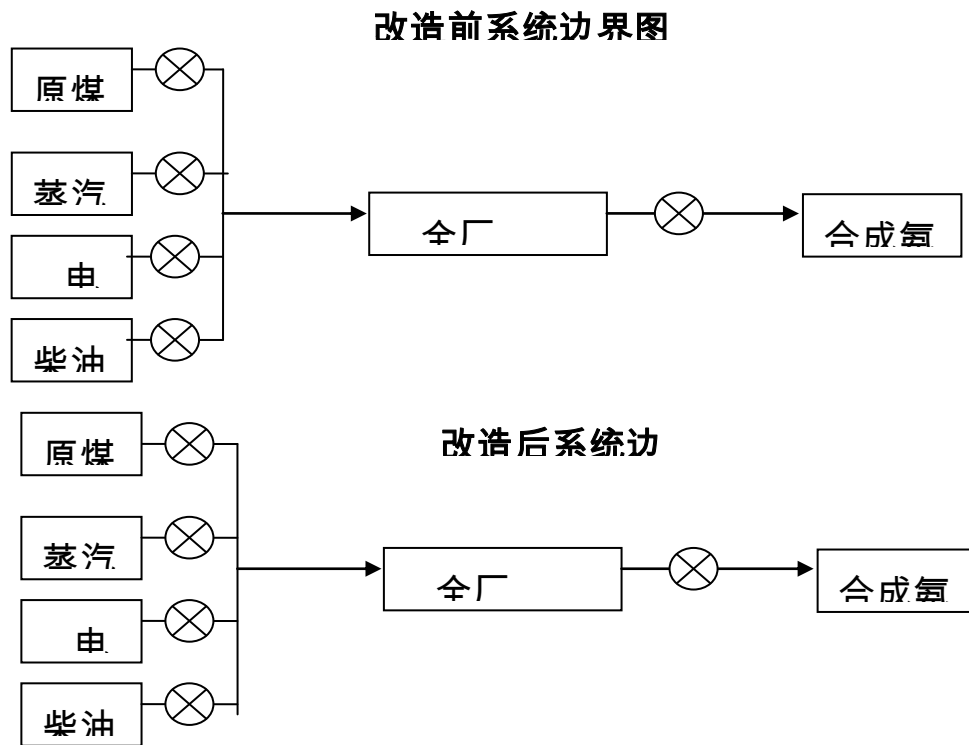 改造前系统边界图
原煤
蒸汽
电
柴油
全厂
合成氨
改造后系统边
原煤
蒸汽
电
柴油
全厂
合成氨